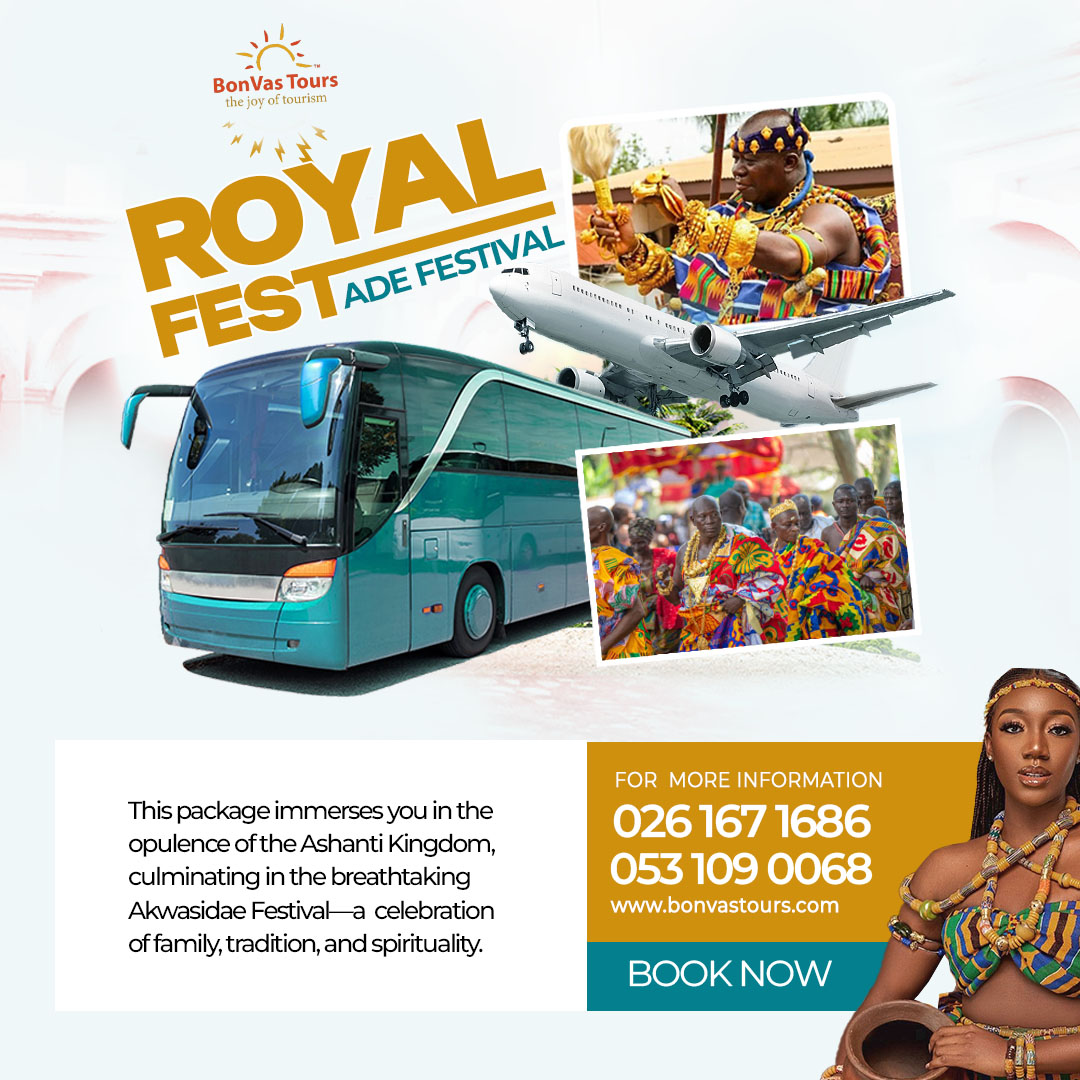 BonVas Tours
TM
the joy of tourism
ROYAL
FEST
ADE FESTIVAL
This package immerses you in the
opulence of the Ashanti Kingdom,
culminating in the breathtaking
Akwasidae Festival—a celebration
of family, tradition, and spirituality.
FOR MORE INFORMATION
026 167 1686
053 109 0068
www.bonvastours.com
BOOK NOW